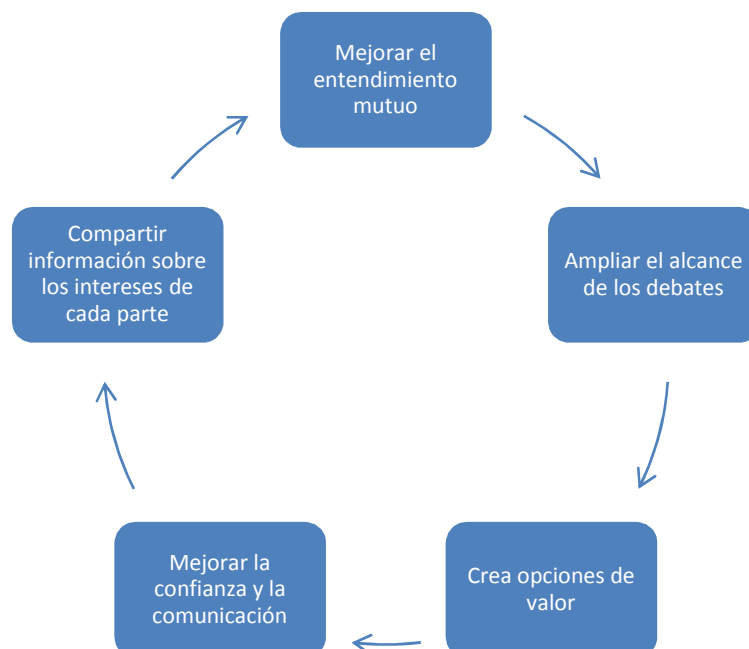 Mejorar el
entendimiento
mutuo
Ampliar el alcance
de los debates
Crea opciones de
valor
Mejorar la
confianza y la
comunicación
Compartir
información sobre
los intereses de
cada parte